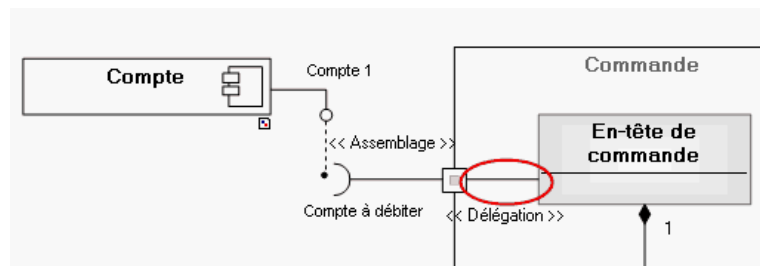 Commande
Compte
Compte 1
En-tête de
commande
<< Assemblage >>
Compte à débiter
<< Délégation >>
1